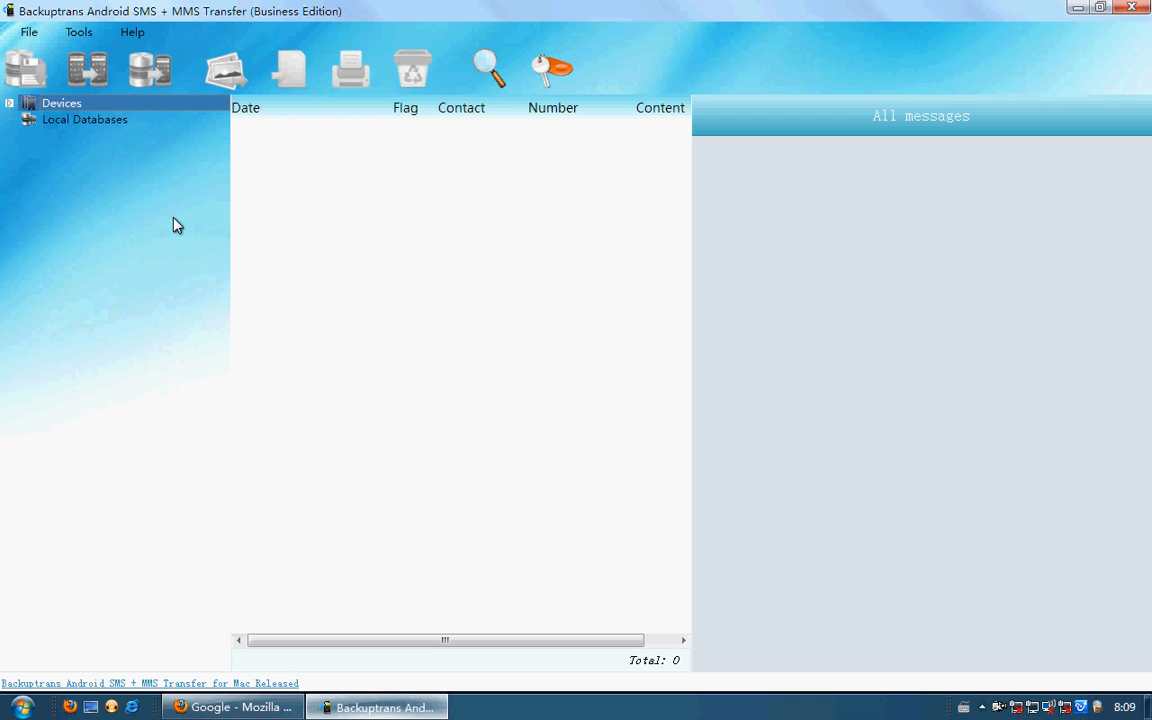 Backuptrans Android SMS + MMS Transfer (Business Edition)
File Tools Help
Devices
Local Databases
Date Flag Contact Number Content
All messages
Total: 0
Backuptrans Android SMS + MMS Transfer for Mac Released
Google - Mozilla ...
Backuptrans And...
8:09